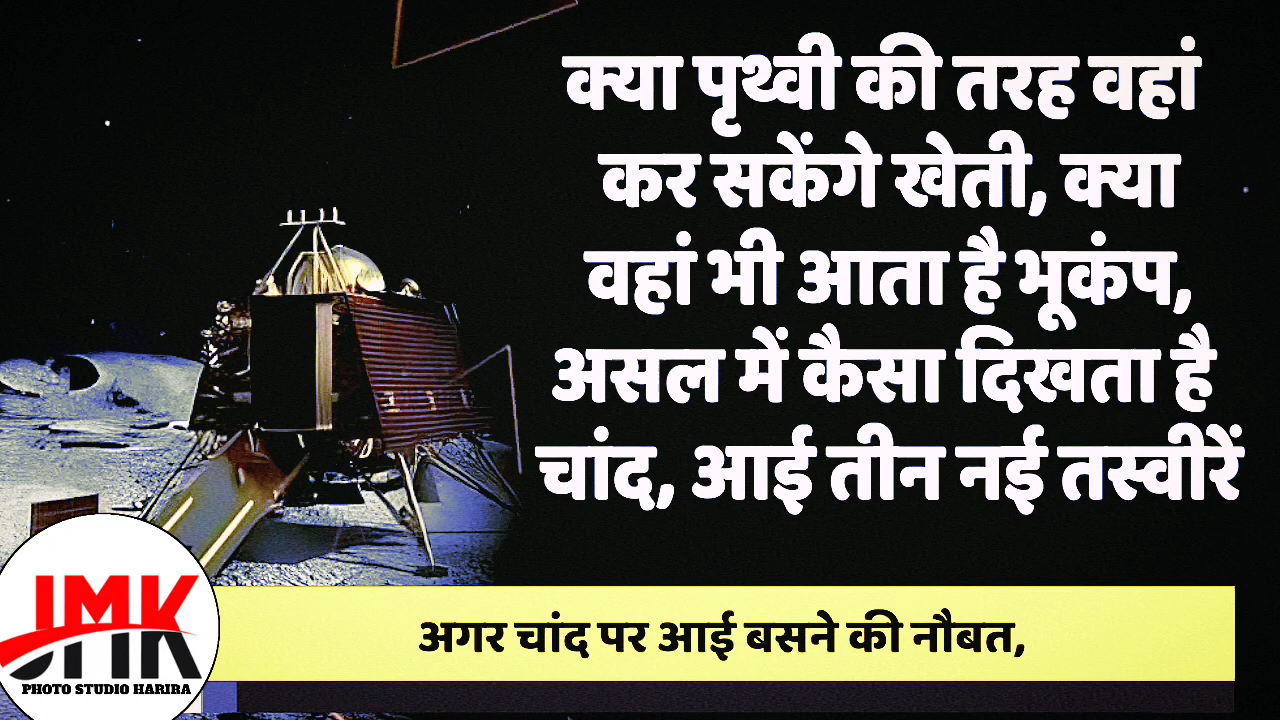 क्या पृथ्वी की तरह वहां
कर सकेंगे खेती, क्या
वहां भी आता है भूकंप,
असल में कैसा दिखता है
चांद, आई तीन नई तस्वीरें
अगर चांद पर आई बसने की नौबत,
JMK
PHOTO STUDIO HARIRA